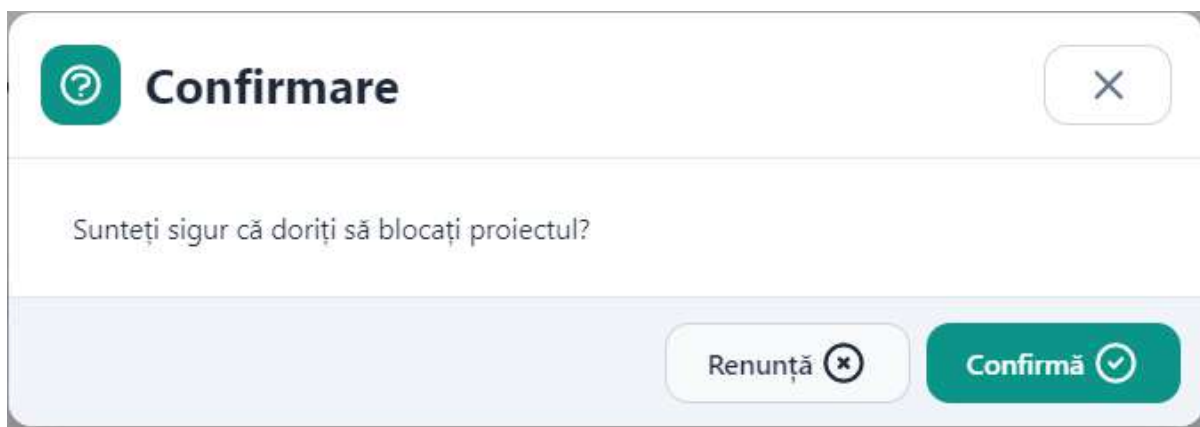 Confirmare
Sunteți sigur că doriți să blocați proiectul?
Renunță
Confirmă